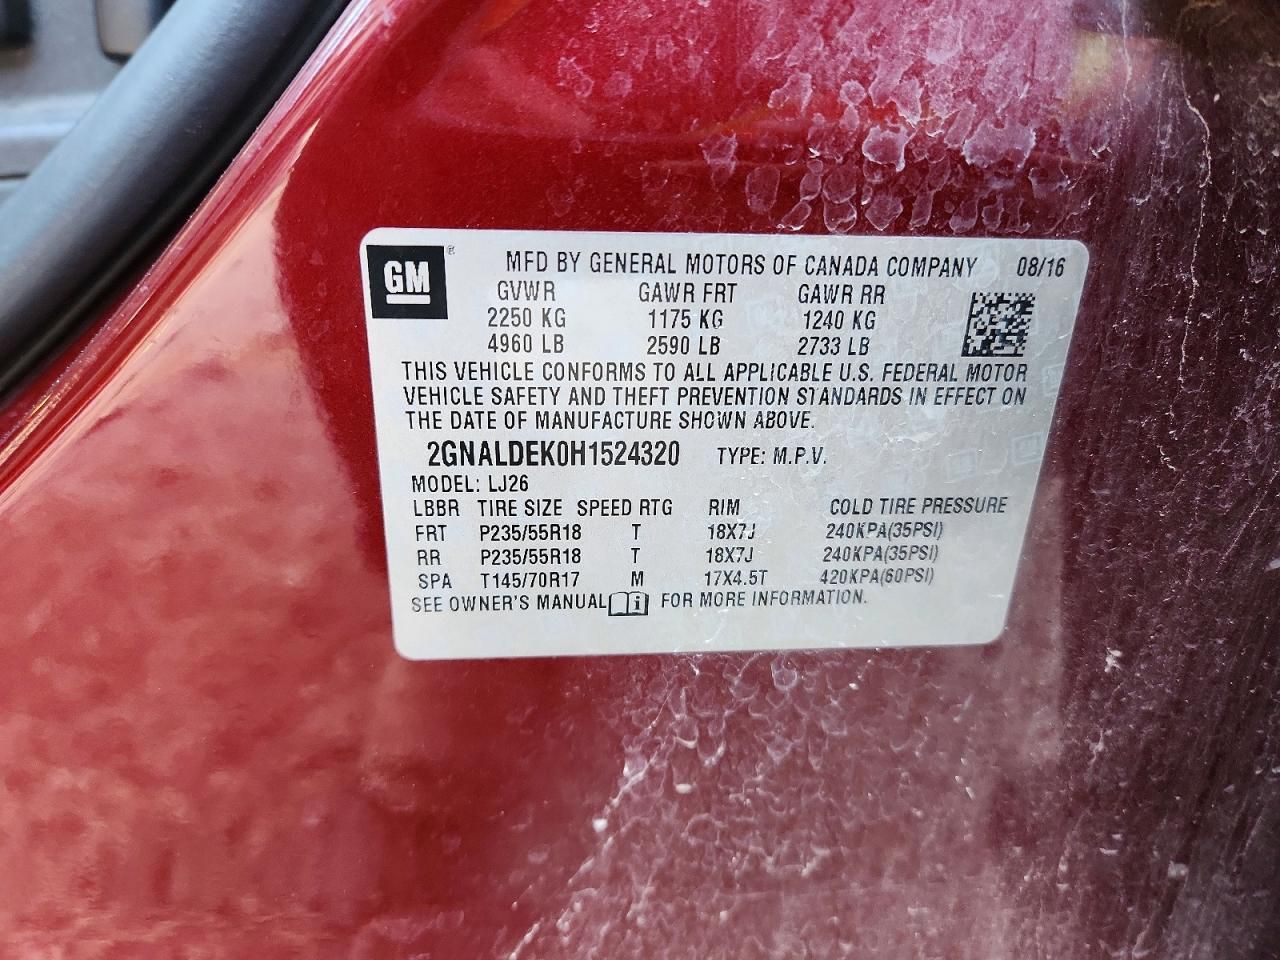 GM ® MFD BY GENERAL MOTORS OF CANADA COMPANY 08/16
GVWR GAWR FRT GAWR RR
2250 KG 1175 KG 1240 KG
4960 LB 2590 LB 2733 LB
THIS VEHICLE CONFORMS TO ALL APPLICABLE U.S. FEDERAL MOTOR
VEHICLE SAFETY AND THEFT PREVENTION STANDARDS IN EFFECT ON
THE DATE OF MANUFACTURE SHOWN ABOVE.
2GNALDEK0H1524320 TYPE: M.P.V.
MODEL: LJ26
LBBR TIRE SIZE SPEED RTG RIM COLD TIRE PRESSURE
FRT P235/55R18 T 18X7J 240KPA(35PSI)
RR P235/55R18 T 18X7J 240KPA(35PSI)
SPA T145/70R17 M 17X4.5T 420KPA(60PSI)
SEE OWNER'S MANUAL i FOR MORE INFORMATION.